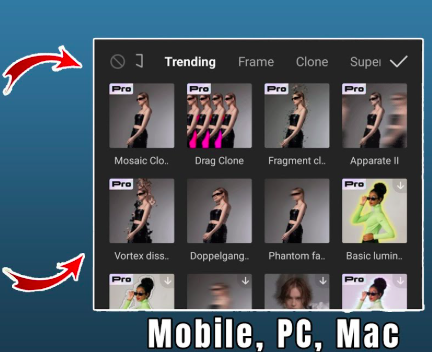 Trending Frame Clone Super
Pro Pro Pro Pro
Mosaic Clo.. Drag Clone Fragment cl.. Apparate II
Pro Pro
Vortex diss.. Doppelgang.. Phantom fa.. Basic lumin..
Pro Pro
Mobile, PC, Mac